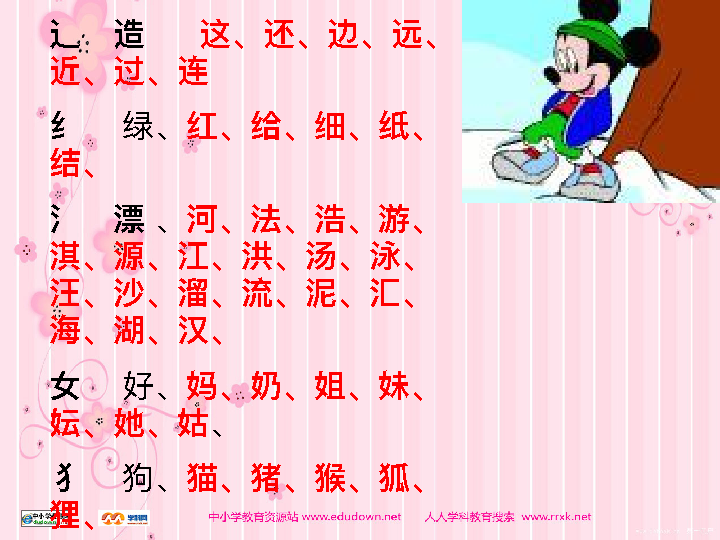 辶 造 这、还、边、远、
近、过、连
纟 绿、红、给、细、纸、
结、
氵 漂、河、法、浩、游、
淇、源、江、洪、汤、泳、
汪、沙、溜、流、泥、汇、
海、湖、汉、
女 好、妈、奶、姐、妹、
妘、她、姑、
犭 狗、猫、猪、猴、狐、
狸、
中小学教育资源站 www.edudown.net 人人学科教育搜索 www.rrxk.net